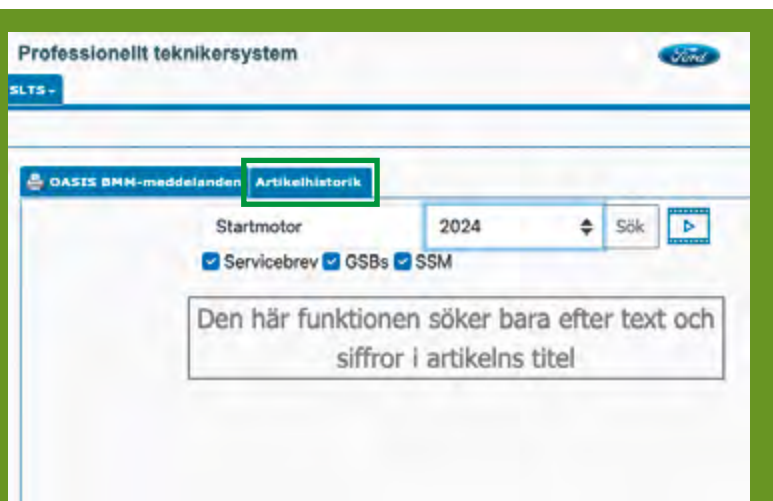 Professionellt teknikersystem
Ford
SLTS
OASIS BMM-meddelanden Artikelhistorik
Startmotor 2024 Sök
Servicebrev GSBs SSM
Den här funktionen söker bara efter text och
siffror i artikelns titel